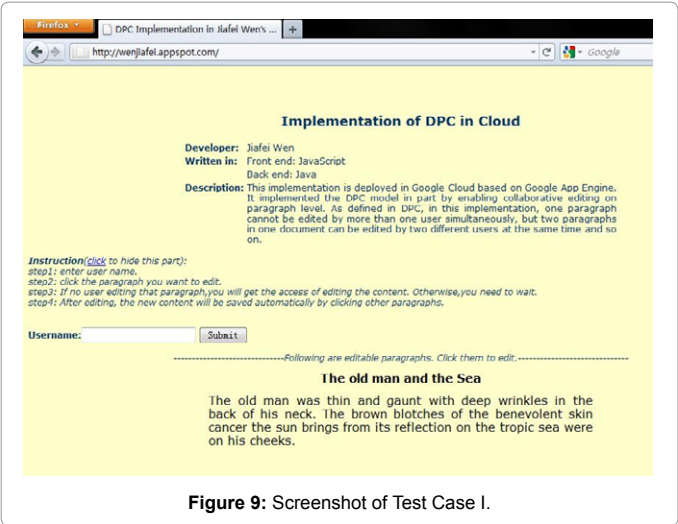 Firefox
DPC Implementation in Jiafei Wen's ...
http://wenjiafei.appspot.com/
Google
Implementation of DPC in Cloud
Developer: Jiafei Wen
Written in: Front end: JavaScript
Back end: Java
Description: This implementation is deployed in Google Cloud based on Google App Engine.
It implemented the DPC model in part by enabling collaborative editing on
paragraph level. As defined in DPC, in this implementation, one paragraph
cannot be edited by more than one user simultaneously, but two paragraphs
in one document can be edited by two different users at the same time and so
on.
Instruction(click to hide this part):
step1: enter user name.
step2: click the paragraph you want to edit.
step3: If no user editing that paragraph,you will get the access of editing the content. Otherwise,you need to wait.
step4: After editing, the new content will be saved automatically by clicking other paragraphs.
Username: Submit
------------------------------Following are editable paragraphs. Click them to edit.------------------------------
The old man and the Sea
The old man was thin and gaunt with deep wrinkles in the
back of his neck. The brown blotches of the benevolent skin
cancer the sun brings from its reflection on the tropic sea were
on his cheeks.
Figure 9: Screenshot of Test Case I.